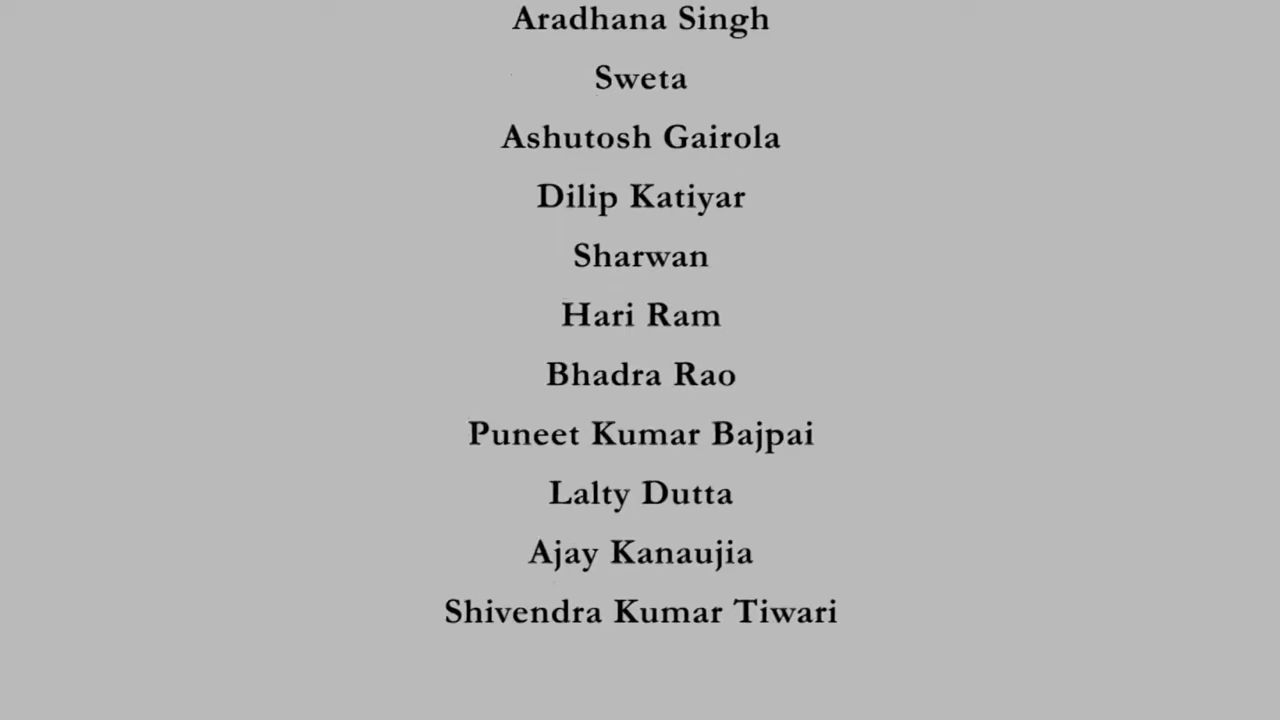 Aradhana Singh
Sweta
Ashutosh Gairola
Dilip Katiyar
Sharwan
Hari Ram
Bhadra Rao
Puneet Kumar Bajpai
Lalty Dutta
Ajay Kanaujia
Shivendra Kumar Tiwari